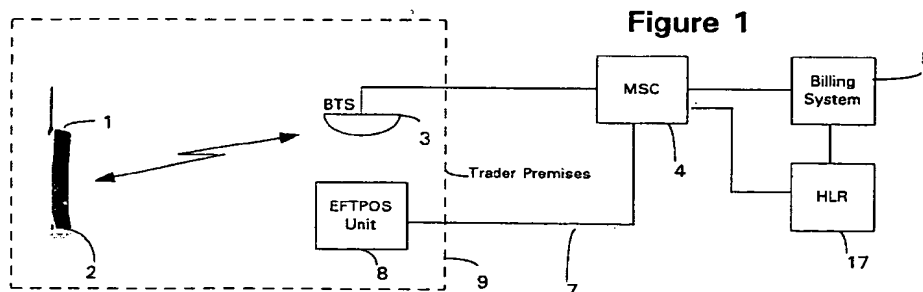 Figure 1
1
2
BTS
3
EFTPOS
Unit
8
Trader Premises
9
7
MSC
4
Billing
System
HLR
17